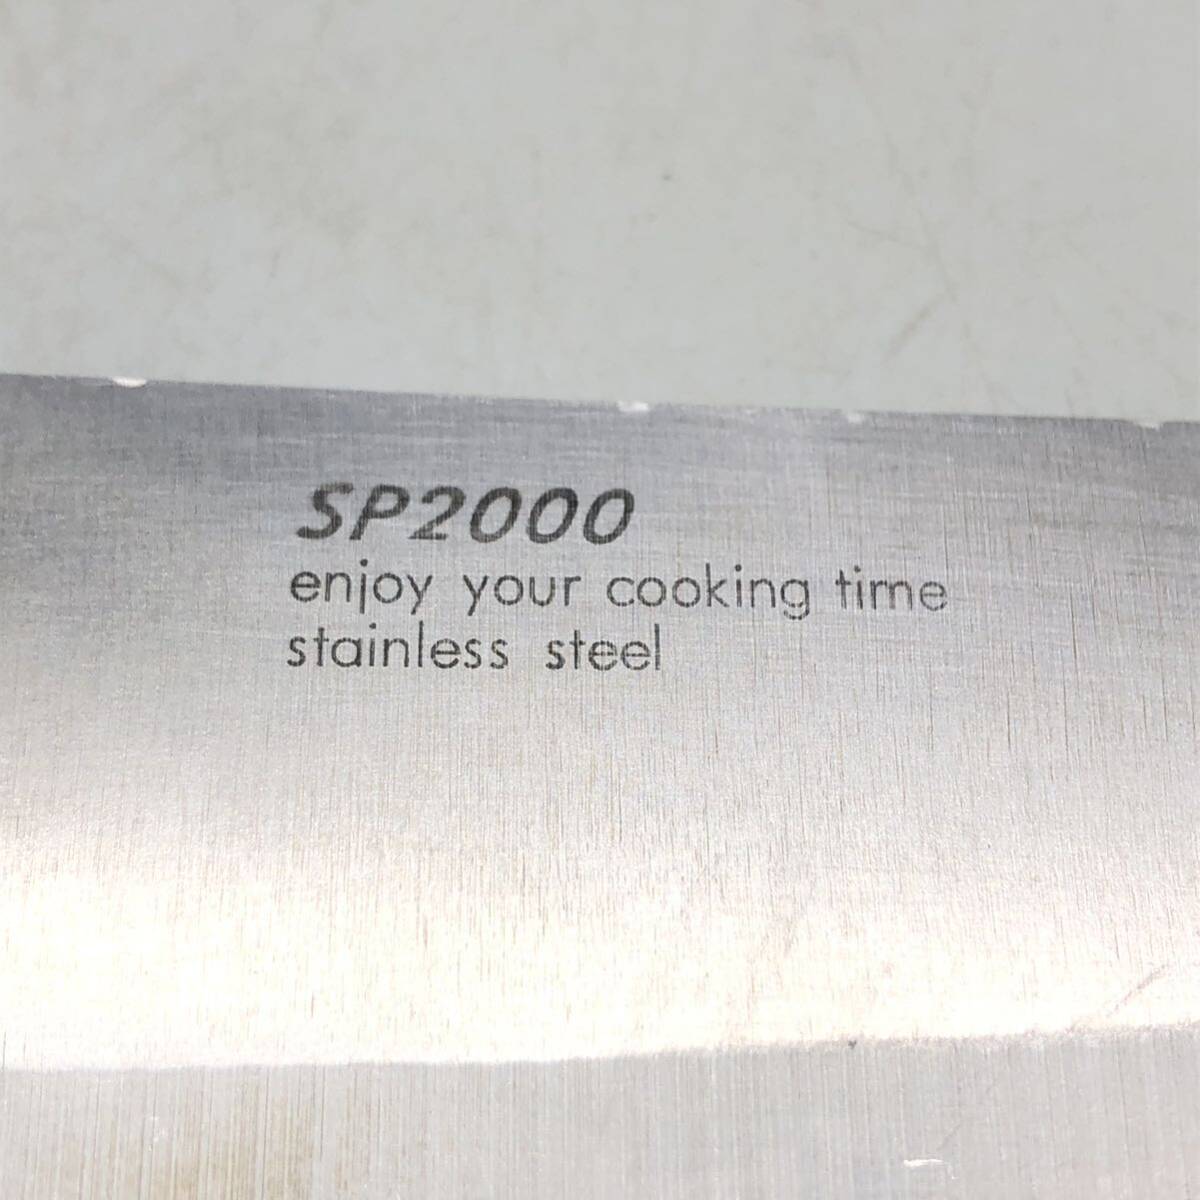 SP2000
enjoy your cooking time
stainless steel